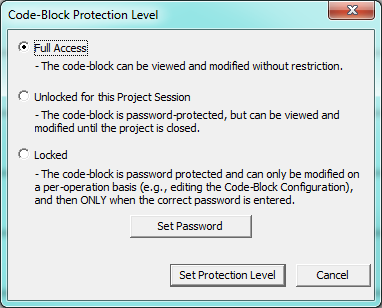 Code-Block Protection Level
Full Access
- The code-block can be viewed and modified without restriction.
Unlocked for this Project Session
- The code-block is password-protected, but can be viewed and
modified until the project is closed.
Locked
- The code-block is password protected and can only be modified on
a per-operation basis (e.g., editing the Code-Block Configuration),
and then ONLY when the correct password is entered.
Set Password
Set Protection Level
Cancel